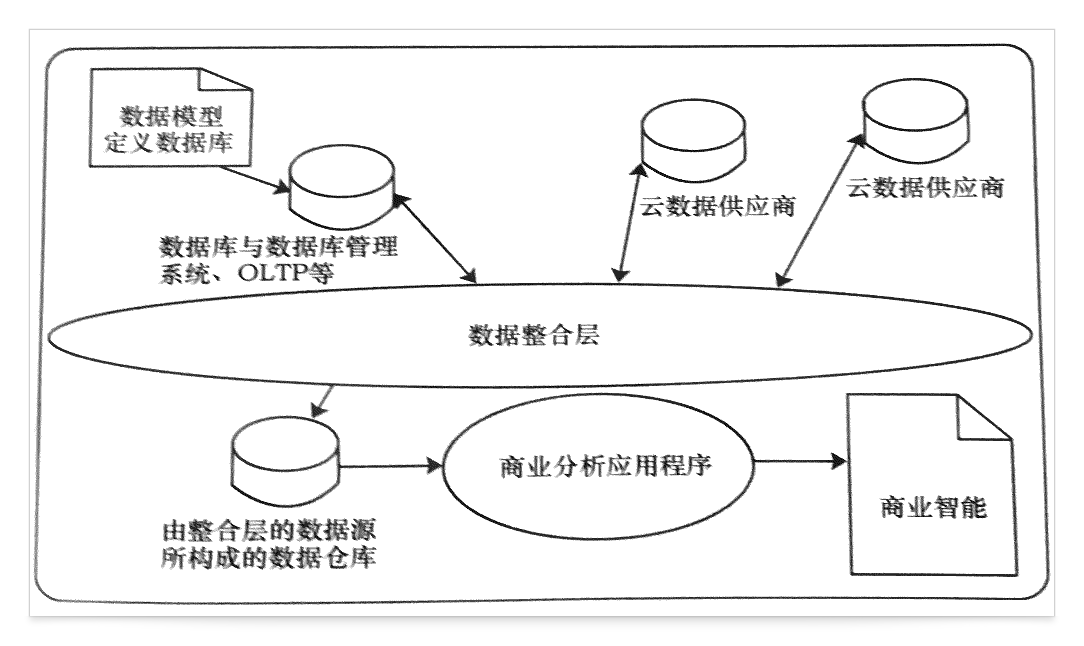 数据模型
定义数据库
云数据供应商
云数据供应商
数据库与数据库管理
系统、OLTP等
数据整合层
商业分析应用程序
商业智能
由整合层的数据源
所构成的数据仓库